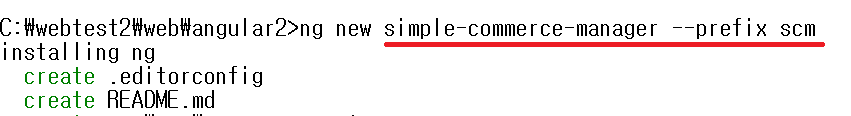 C:₩webtest2₩web₩angular2>ng new simple-commerce-manager --prefix scm
installing ng
create .editorconfig
create README.md